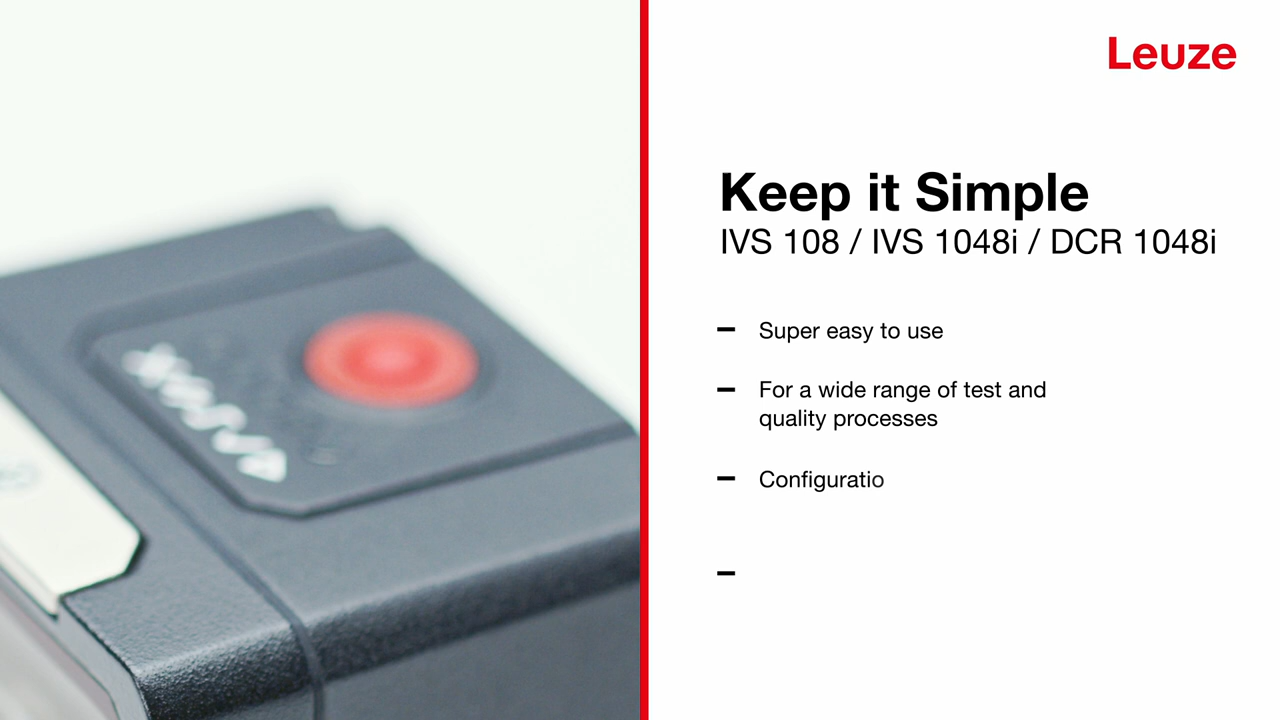 Leuze
Keep it Simple
IVS 108 / IVS 1048i / DCR 1048i
– Super easy to use
– For a wide range of test and
quality processes
– Configuratio
–